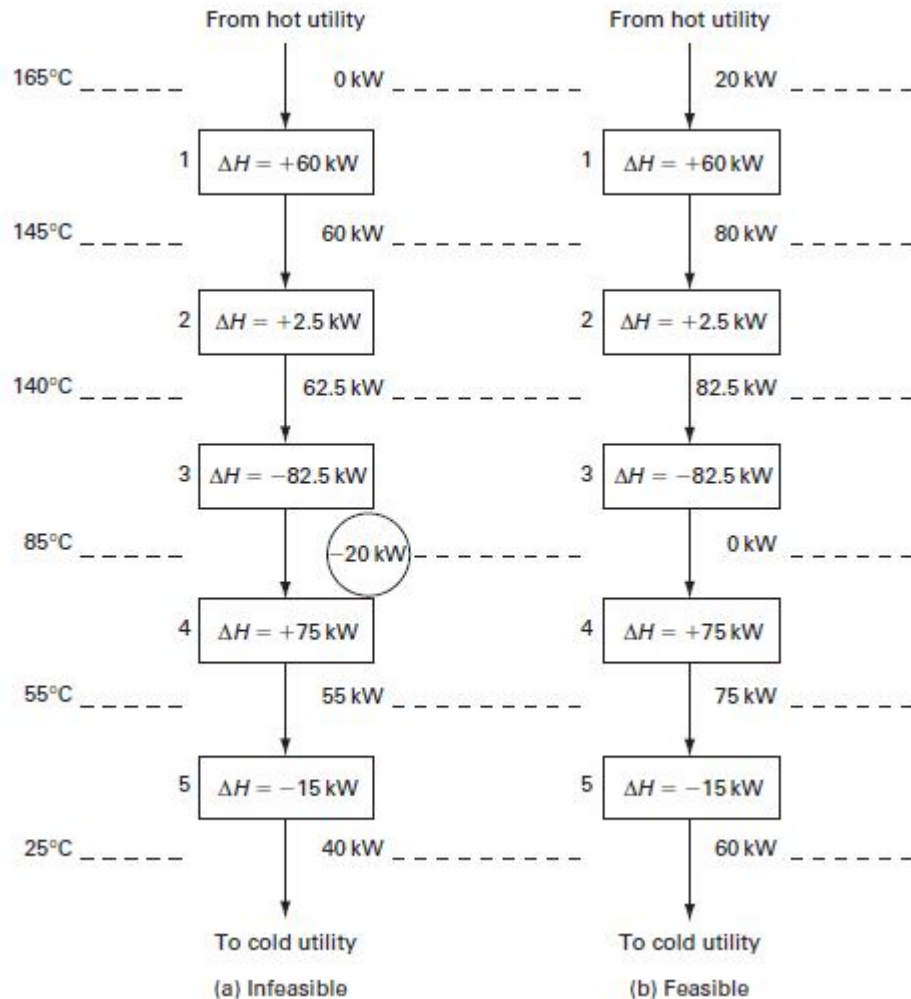 From hot utility From hot utility
165°C 0 kW 20 kW
1 ΔH = +60 kW 1 ΔH = +60 kW
145°C 60 kW 80 kW
2 ΔH = +2.5 kW 2 ΔH = +2.5 kW
140°C 62.5 kW 82.5 kW
3 ΔH = −82.5 kW 3 ΔH = −82.5 kW
85°C −20 kW 0 kW
4 ΔH = +75 kW 4 ΔH = +75 kW
55°C 55 kW 75 kW
5 ΔH = −15 kW 5 ΔH = −15 kW
25°C 40 kW 60 kW
To cold utility To cold utility
(a) Infeasible (b) Feasible